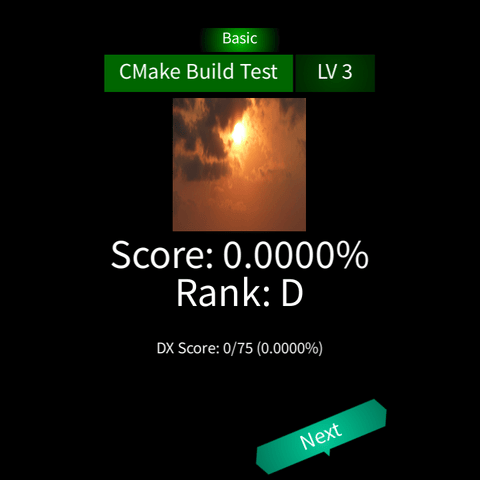 Basic
CMake Build Test
LV 3
Score: 0.0000%
Rank: D
DX Score: 0/75 (0.0000%)
Next